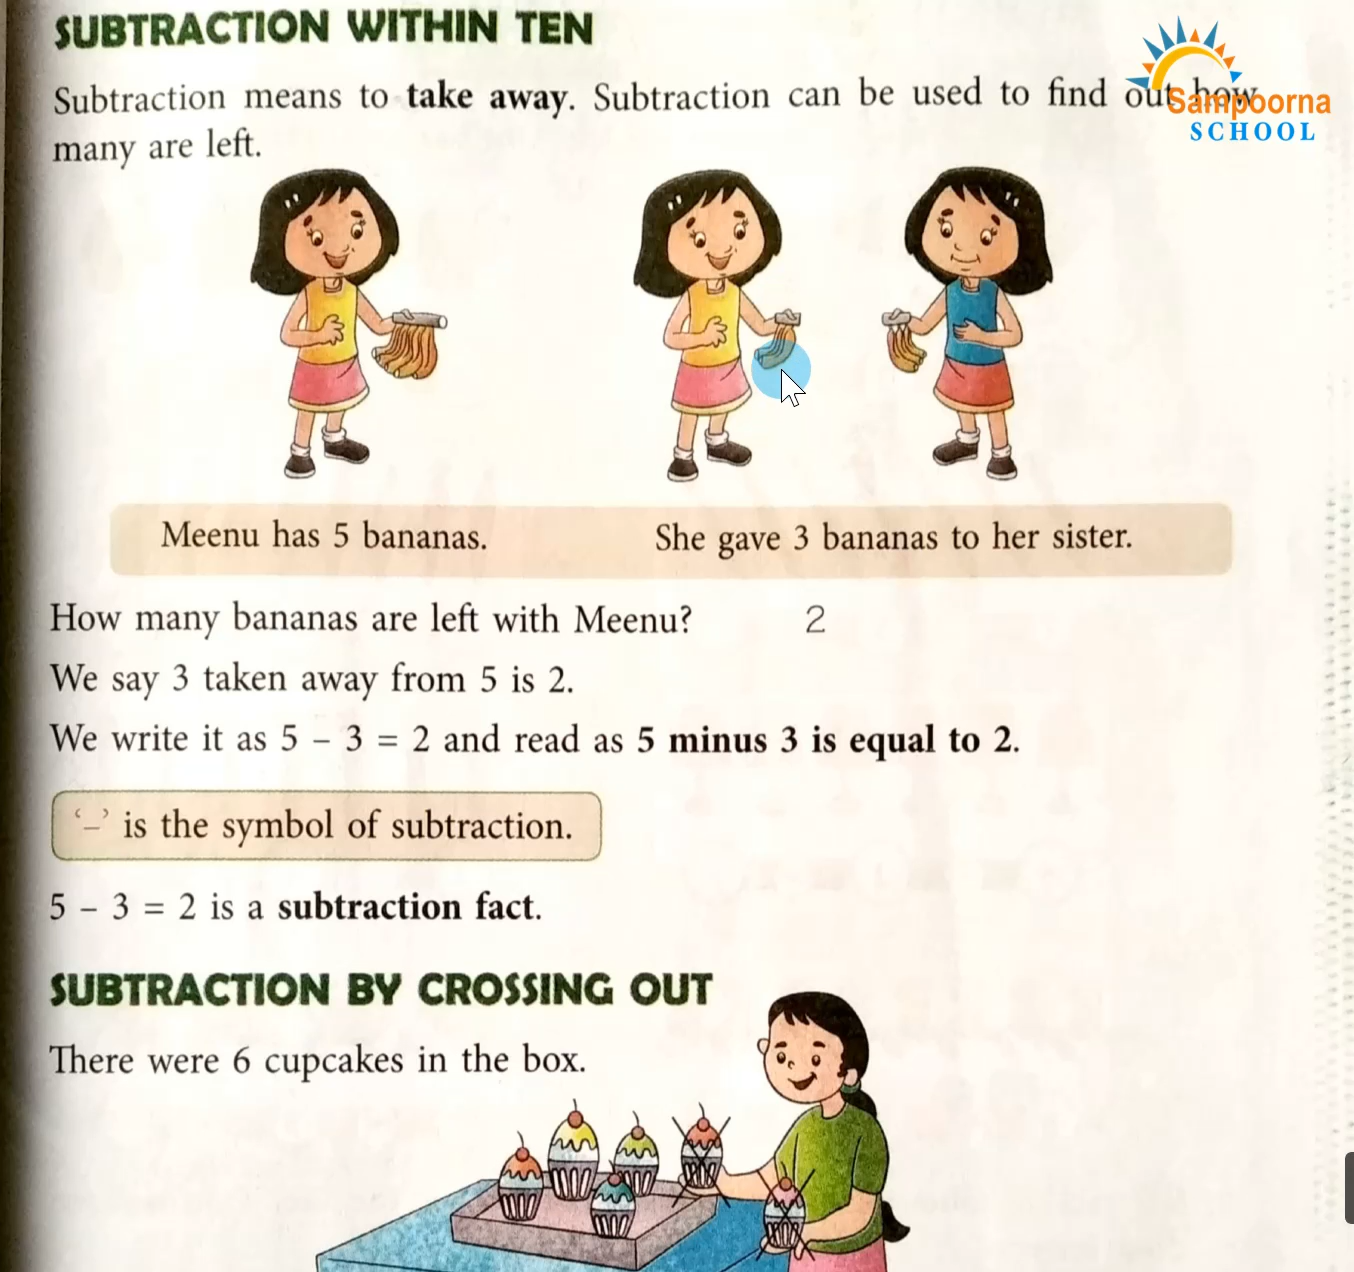 SUBTRACTION WITHIN TEN
Subtraction means to take away. Subtraction can be used to find out how
many are left.
Sampoorna
SCHOOL
Meenu has 5 bananas. She gave 3 bananas to her sister.
How many bananas are left with Meenu? 2
We say 3 taken away from 5 is 2.
We write it as 5 – 3 = 2 and read as 5 minus 3 is equal to 2.
‘–’ is the symbol of subtraction.
5 – 3 = 2 is a subtraction fact.
SUBTRACTION BY CROSSING OUT
There were 6 cupcakes in the box.